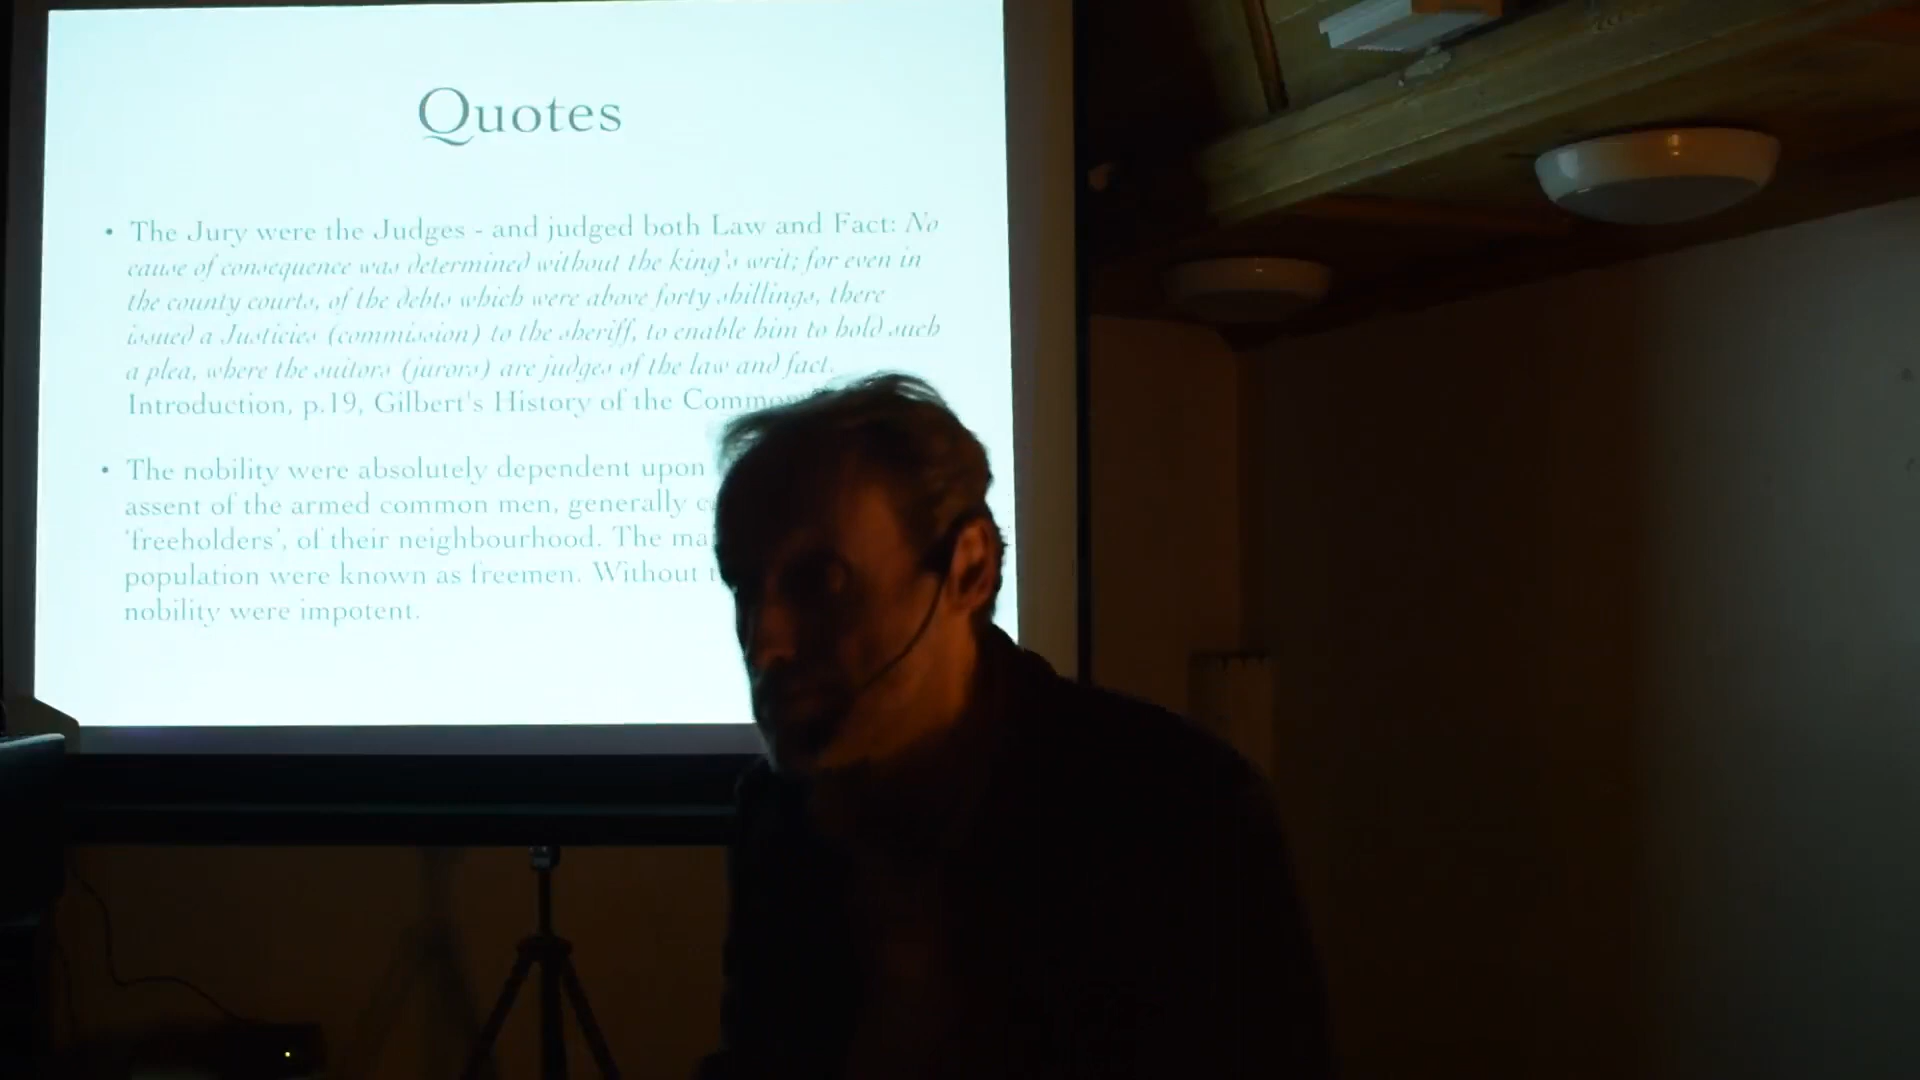 Quotes
• The Jury were the Judges - and judged both Law and Fact: No
cause of consequence was determined without the king's writ; for even in
the county courts, of the debts which were above forty shillings, there
issued a Justicies (commission) to the sheriff, to enable him to hold such
a plea, where the suitors (jurors) are judges of the law and fact.
Introduction, p.19, Gilbert's History of the
• The nobility were absolutely dependent upon
assent of the armed common men, generally
'freeholders', of their neighbourhood. The
population were known as freemen. Without
nobility were impotent.